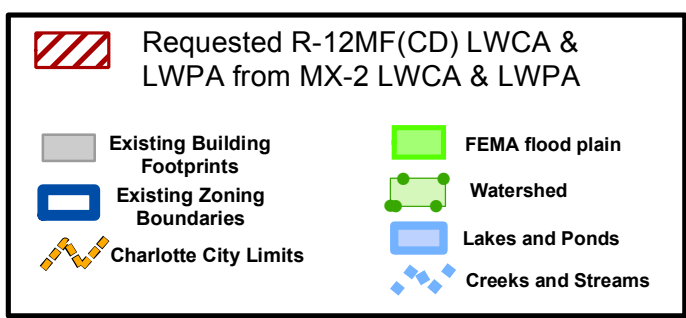 Requested R-12MF(CD) LWCA &
LWPA from MX-2 LWCA & LWPA
Existing Building
Footprints
Existing Zoning
Boundaries
Charlotte City Limits
FEMA flood plain
Watershed
Lakes and Ponds
Creeks and Streams